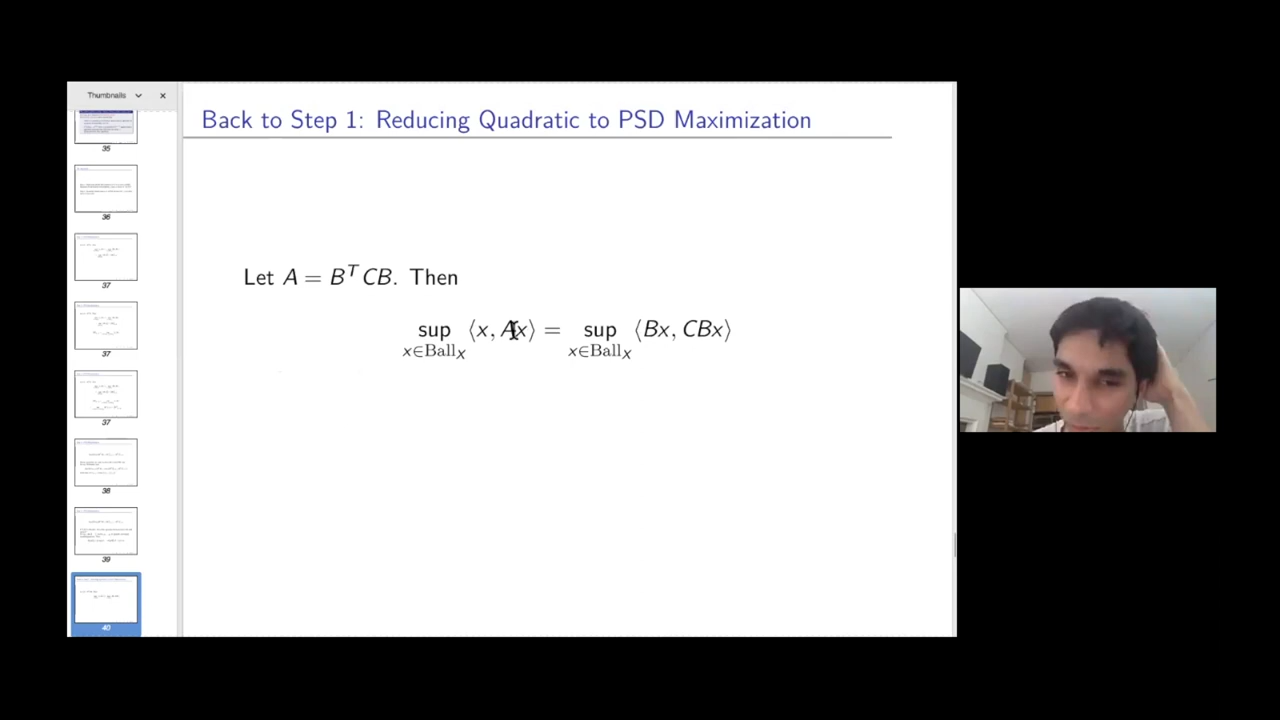 Thumbnails
Back to Step 1: Reducing Quadratic to PSD Maximization
35
36
37
37
37
38
39
40
Let A = BᵀCB. Then
sup ⟨x, Ax⟩ = sup ⟨Bx, CBx⟩
x∈Ball_X x∈Ball_X